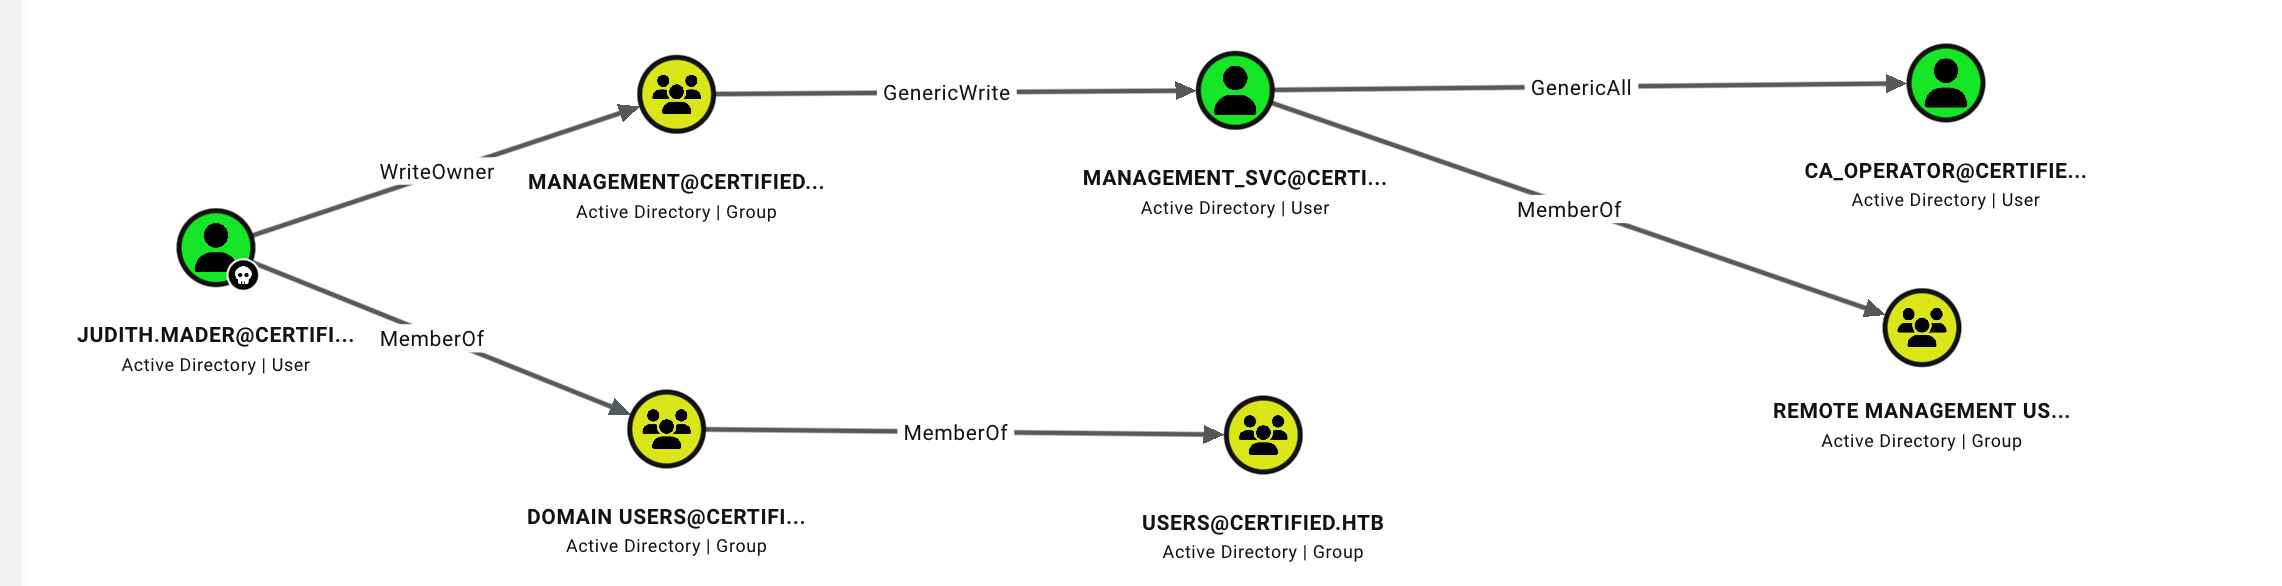 GenericWrite
GenericAll
WriteOwner
MANAGEMENT@CERTIFIED...
Active Directory | Group
MANAGEMENT_SVC@CERTI...
Active Directory | User
CA_OPERATOR@CERTIFIE...
Active Directory | User
MemberOf
JUDITH.MADER@CERTIFI...
Active Directory | User
MemberOf
REMOTE MANAGEMENT US...
Active Directory | Group
MemberOf
DOMAIN USERS@CERTIFI...
Active Directory | Group
USERS@CERTIFIED.HTB
Active Directory | Group